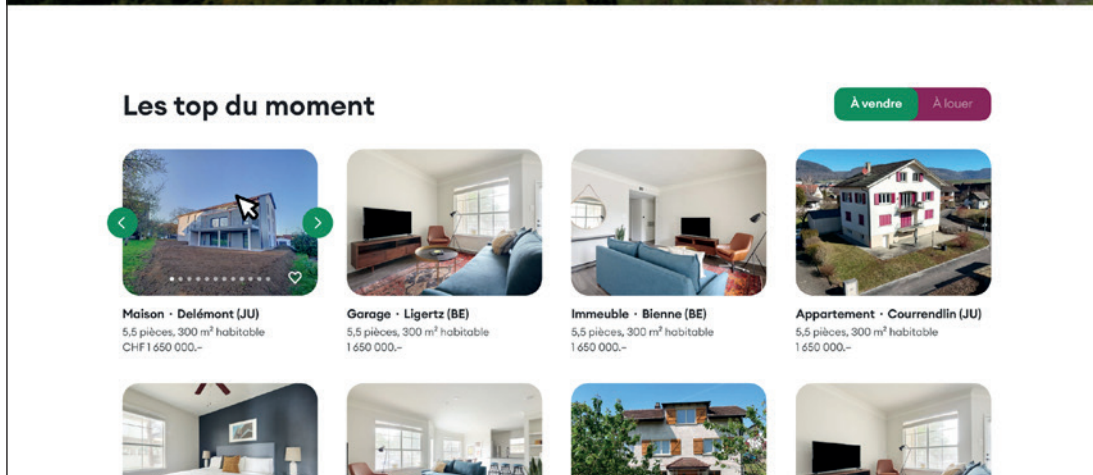 Les top du moment
À vendre
À louer
Maison · Delémont (JU)
5,5 pièces, 300 m² habitable
CHF 1 650 000.–
Garage · Ligertz (BE)
5,5 pièces, 300 m² habitable
1 650 000.–
Immeuble · Bienne (BE)
5,5 pièces, 300 m² habitable
1 650 000.–
Appartement · Courrendlin (JU)
5,5 pièces, 300 m² habitable
1 650 000.–